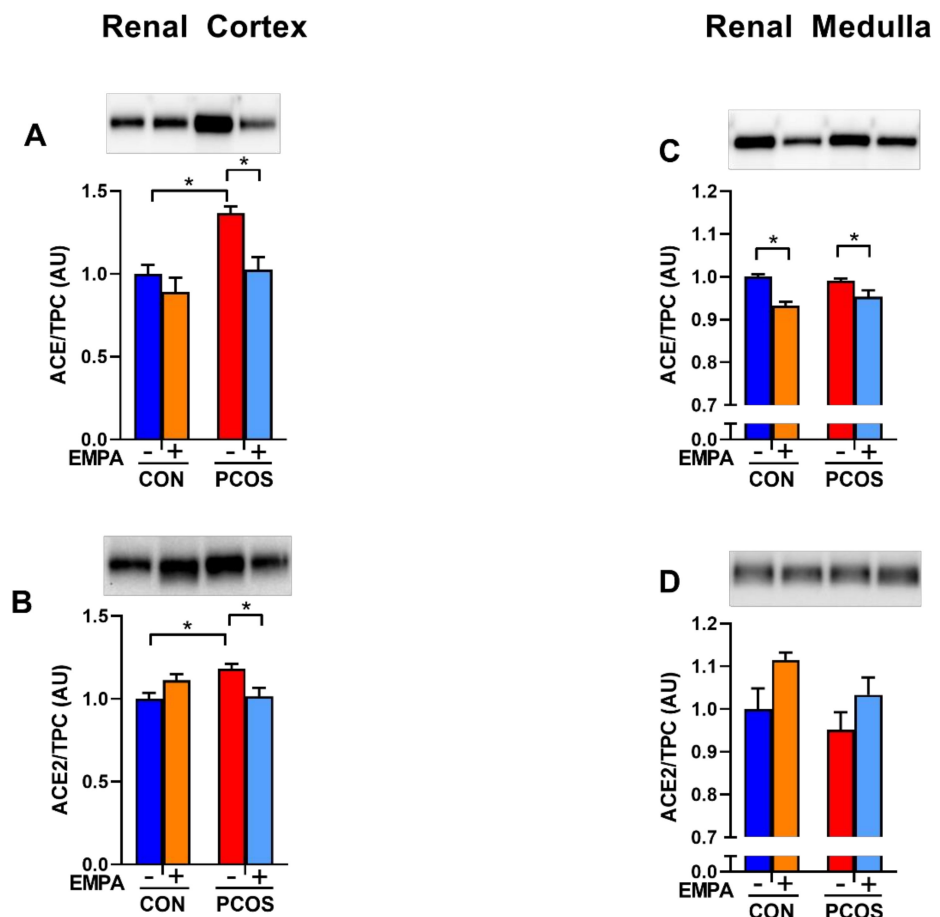 Renal Cortex
Renal Medulla
A
*
*
1.5
1.0
0.5
0.0
ACE/TPC (AU)
EMPA - + - +
CON PCOS
C
*
*
1.2
1.1
1.0
0.9
0.8
0.7
0.0
ACE/TPC (AU)
EMPA - + - +
CON PCOS
B
*
*
1.5
1.0
0.5
0.0
ACE2/TPC (AU)
EMPA - + - +
CON PCOS
D
1.2
1.1
1.0
0.9
0.8
0.7
0.0
ACE2/TPC (AU)
EMPA - + - +
CON PCOS